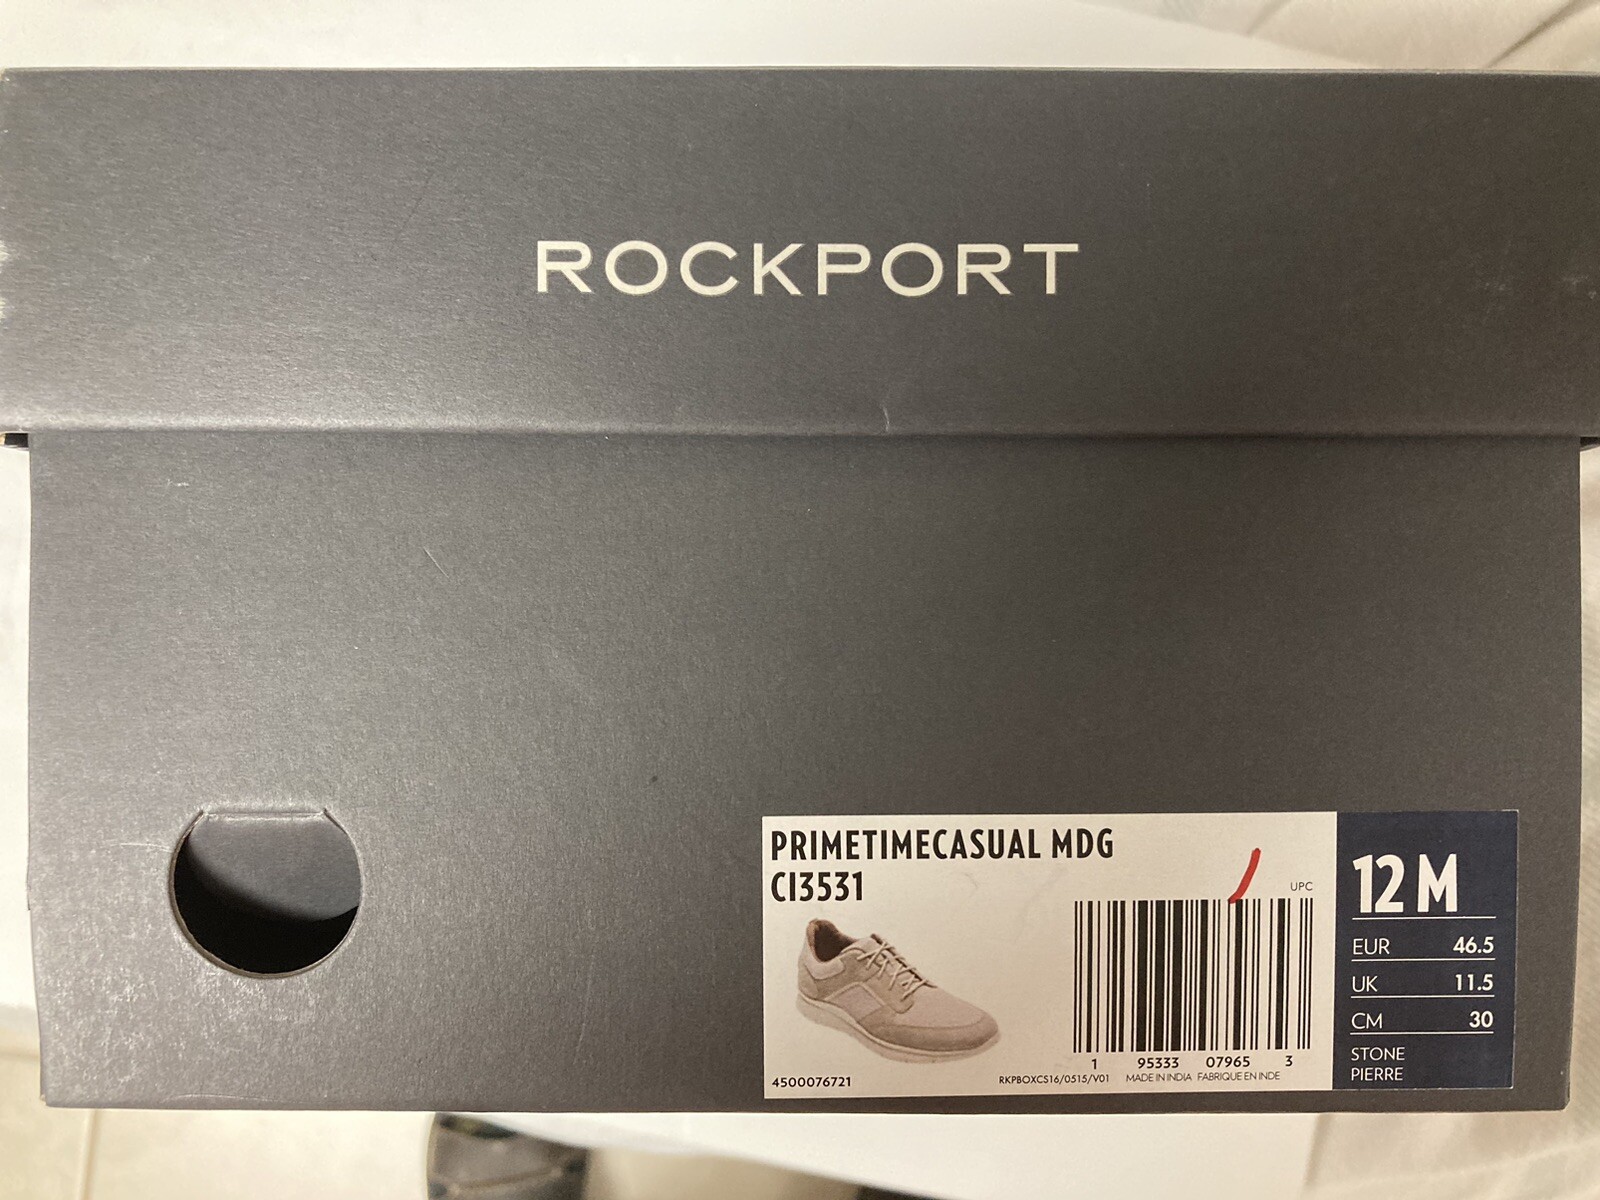 ROCKPORT
PRIMETIMECASUAL MDG
CI3531
UPC
1 95333 07965 3
4500076721
RKPBOXCS16/0515/V01 MADE IN INDIA FABRIQUE EN INDE
12 M
EUR 46.5
UK 11.5
CM 30
STONE
PIERRE